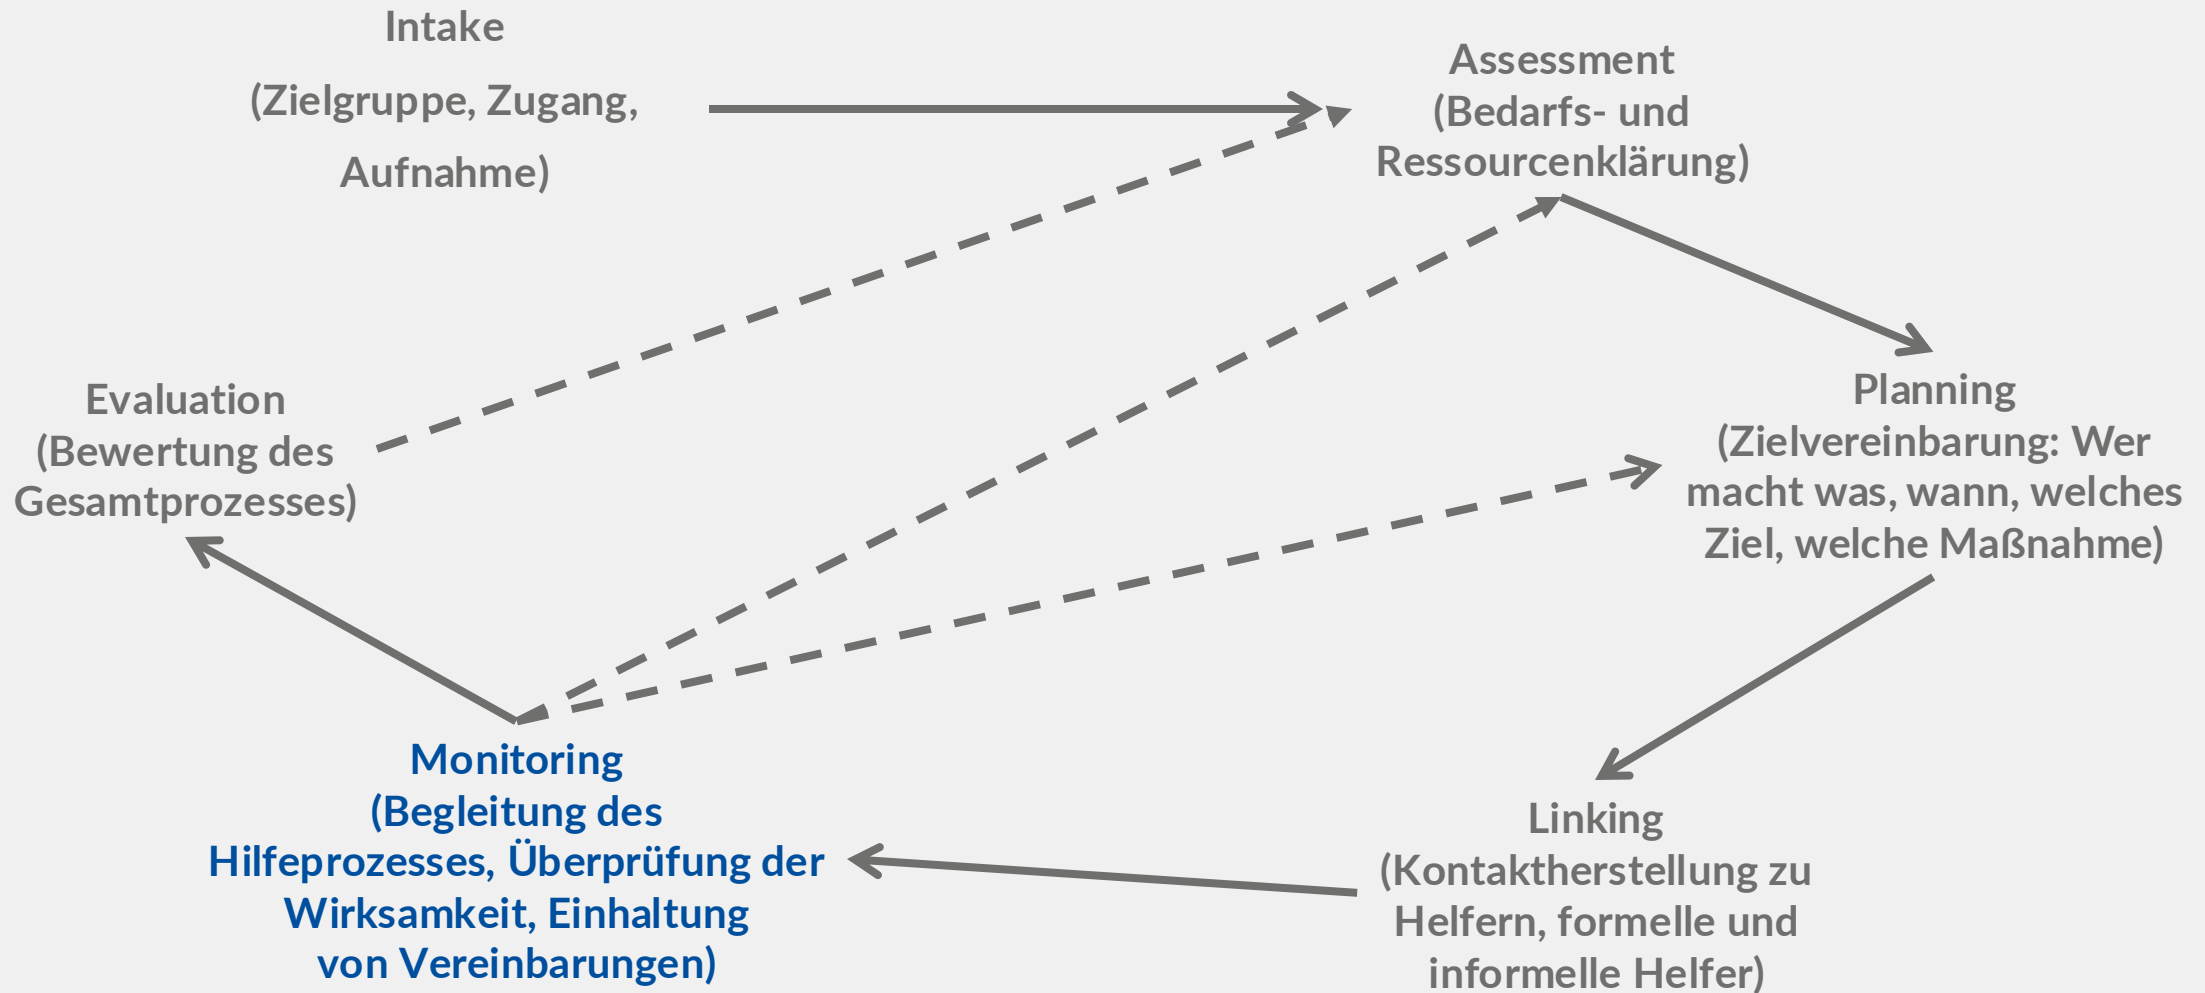 Intake
(Zielgruppe, Zugang,
Aufnahme)
Assessment
(Bedarfs- und
Ressourcenklärung)
Evaluation
(Bewertung des
Gesamtprozesses)
Planning
(Zielvereinbarung: Wer
macht was, wann, welches
Ziel, welche Maßnahme)
Monitoring
(Begleitung des
Hilfeprozesses, Überprüfung der
Wirksamkeit, Einhaltung
von Vereinbarungen)
Linking
(Kontaktherstellung zu
Helfern, formelle und
informelle Helfer)